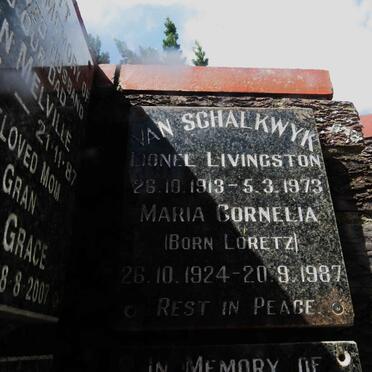 N MELVILLE
21·11·87
LOVED MOM
GRAN
GRACE
8-8-2007
VAN SCHALKWYK
LIONEL LIVINGSTON
26.10.1913-5.3.1973
MARIA CORNELIA
(BORN LORETZ)
26.10.1924-20.9.1987
REST IN PEACE
IN MEMORY OF